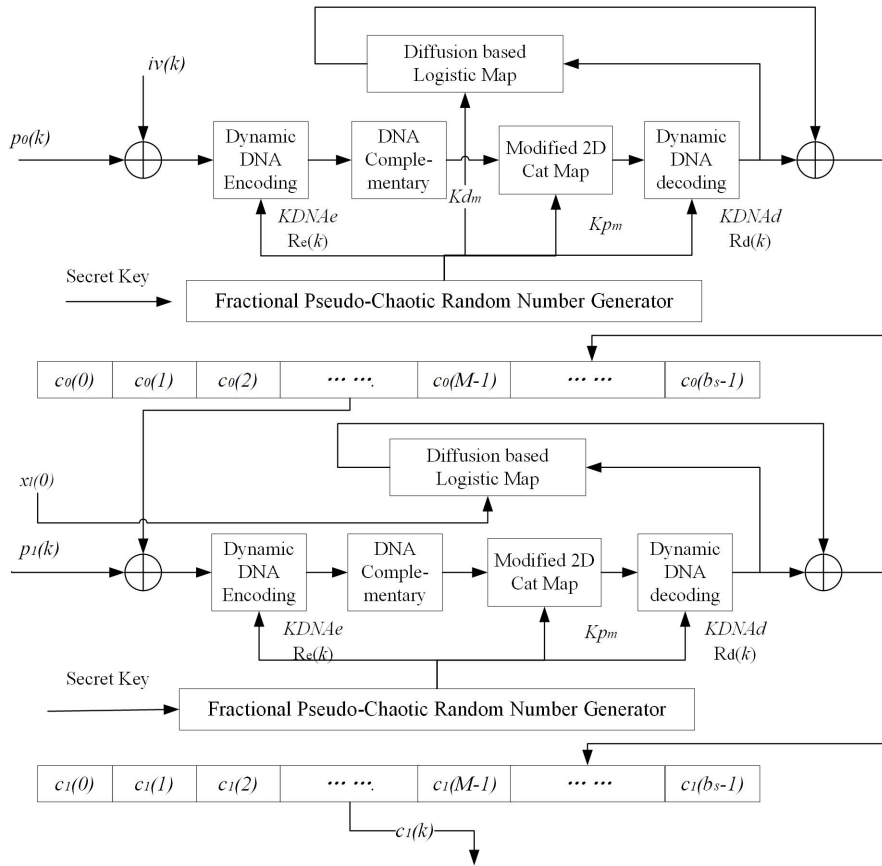 Diffusion based
Logistic Map
iv(k)
p0(k)
Dynamic
DNA
Encoding
DNA
Comple-
mentary
Modified 2D
Cat Map
Dynamic
DNA
decoding
Kdm
KDNAe
Re(k)
Kpm
KDNAd
Rd(k)
Secret Key
Fractional Pseudo-Chaotic Random Number Generator
c0(0) c0(1) c0(2) ··· ···. c0(M-1) ··· ··· c0(bs-1)
Diffusion based
Logistic Map
x1(0)
p1(k)
Dynamic
DNA
Encoding
DNA
Comple-
mentary
Modified 2D
Cat Map
Dynamic
DNA
decoding
KDNAe
Re(k)
Kpm
KDNAd
Rd(k)
Secret Key
Fractional Pseudo-Chaotic Random Number Generator
c1(0) c1(1) c1(2) ··· ···. c1(M-1) ··· ··· c1(bs-1)
c1(k)